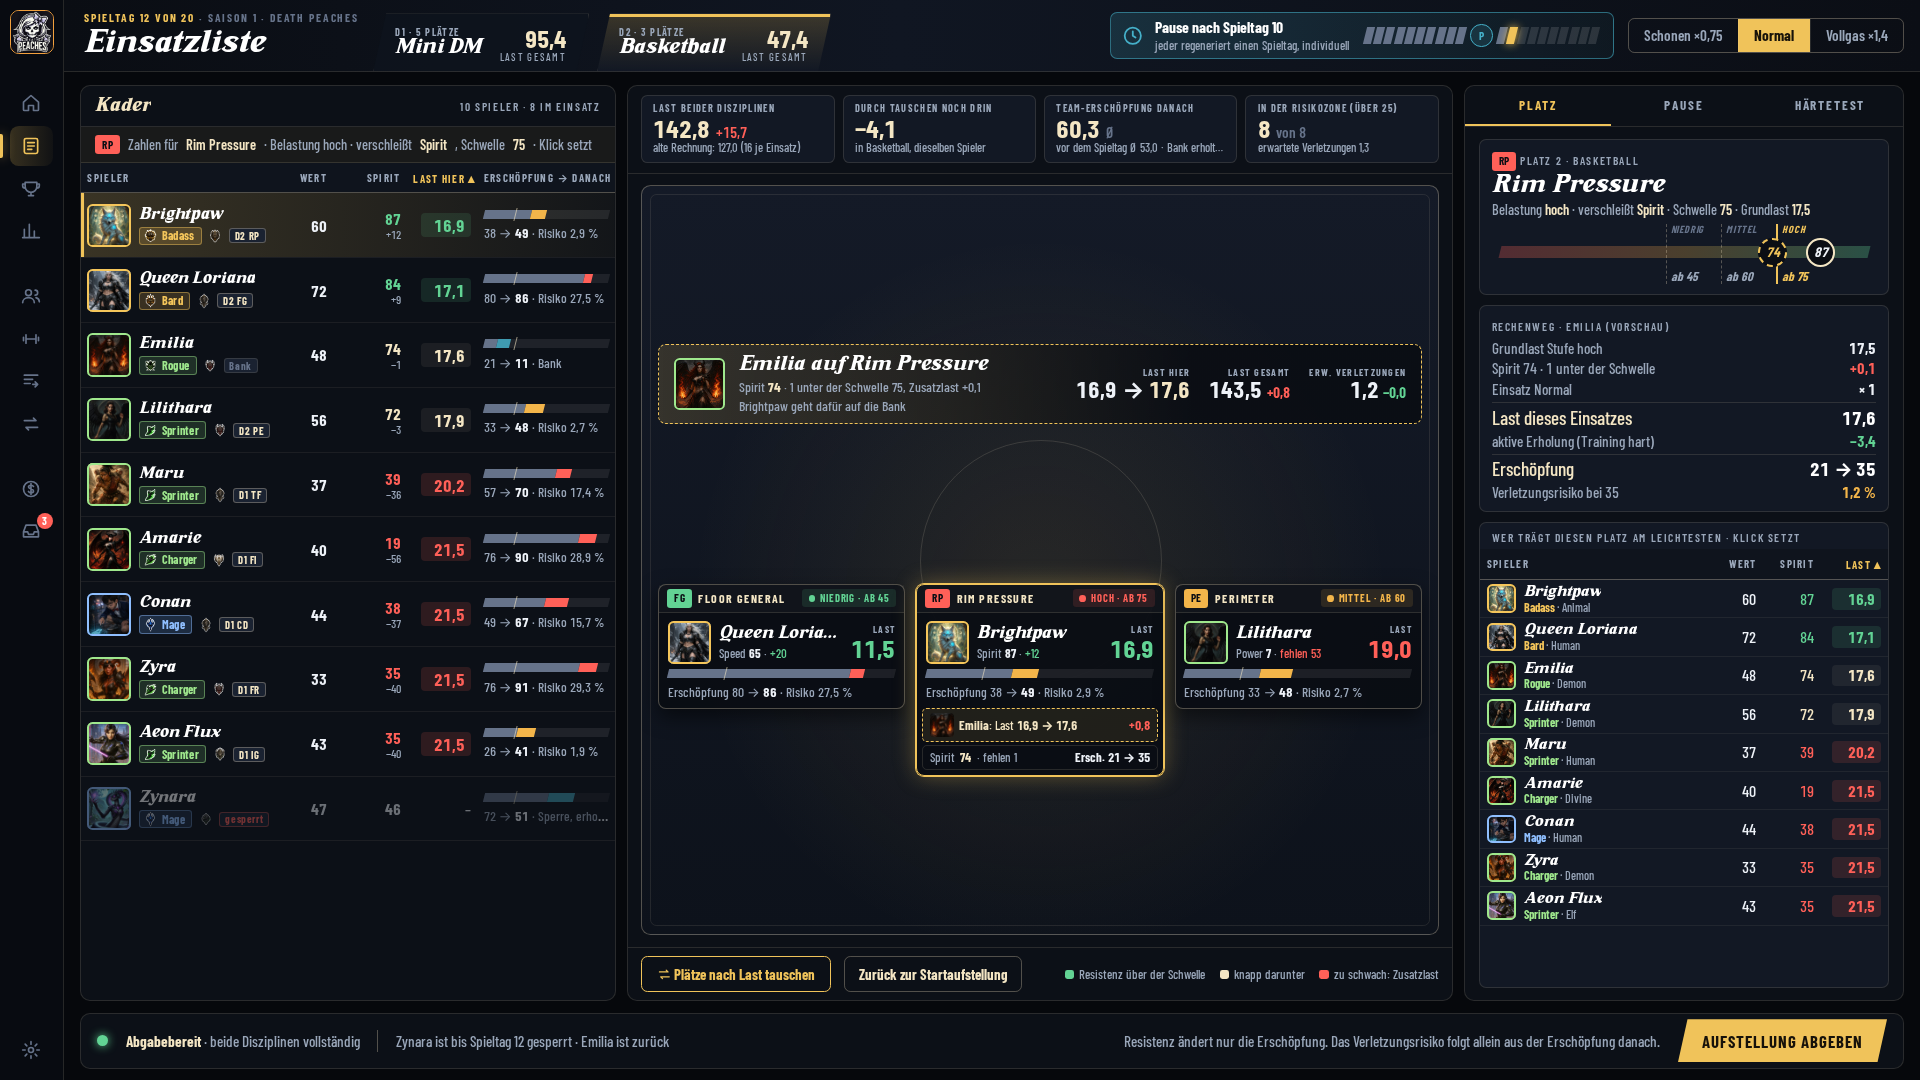 SPIELTAG 12 VON 20 · SAISON 1 · DEATH PEACHES
Einsatzliste
D1 · 5 PLÄTZE
Mini DM
95,4
LAST GESAMT
D2 · 3 PLÄTZE
Basketball
47,4
LAST GESAMT
Pause nach Spieltag 10
jeder regeneriert einen Spieltag, individuell
P
Schonen ×0,75
Normal
Vollgas ×1,4
PEACHES
3
Kader
10 SPIELER · 8 IM EINSATZ
RP Zahlen für Rim Pressure · Belastung hoch · verschleißt Spirit , Schwelle 75 · Klick setzt
SPIELER WERT SPIRIT LAST HIER ▲ ERSCHÖPFUNG → DANACH
Brightpaw
Badass D2 RP
60
87
+12
16,9
38 → 49 · Risiko 2,9 %
Queen Loriana
Bard D2 FG
72
84
+9
17,1
80 → 86 · Risiko 27,5 %
Emilia
Rogue Bank
48
74
−1
17,6
21 → 11 · Bank
Lilithara
Sprinter D2 PE
56
72
−3
17,9
33 → 48 · Risiko 2,7 %
Maru
Sprinter D1 TF
37
39
−36
20,2
57 → 70 · Risiko 17,4 %
Amarie
Charger D1 FI
40
19
−56
21,5
76 → 90 · Risiko 28,9 %
Conan
Mage D1 CD
44
38
−37
21,5
49 → 67 · Risiko 15,7 %
Zyra
Charger D1 FR
33
35
−40
21,5
76 → 91 · Risiko 29,3 %
Aeon Flux
Sprinter D1 IG
43
35
−40
21,5
26 → 41 · Risiko 1,9 %
Zynara
Mage gesperrt
47
46
–
72 → 51 · Sperre, erho...
LAST BEIDER DISZIPLINEN
142,8 +15,7
alte Rechnung: 127,0 (16 je Einsatz)
DURCH TAUSCHEN NOCH DRIN
−4,1
in Basketball, dieselben Spieler
TEAM-ERSCHÖPFUNG DANACH
60,3 Ø
vor dem Spieltag Ø 53,0 · Bank erholt...
IN DER RISIKOZONE (ÜBER 25)
8 von 8
erwartete Verletzungen 1,3
Emilia auf Rim Pressure
Spirit 74 · 1 unter der Schwelle 75, Zusatzlast +0,1
Brightpaw geht dafür auf die Bank
LAST HIER
16,9 → 17,6
LAST GESAMT
143,5 +0,8
ERW. VERLETZUNGEN
1,2 −0,0
FG FLOOR GENERAL
NIEDRIG · AB 45
Queen Loria...
Speed 65 · +20
LAST
11,5
Erschöpfung 80 → 86 · Risiko 27,5 %
RP RIM PRESSURE
HOCH · AB 75
Brightpaw
Spirit 87 · +12
LAST
16,9
Erschöpfung 38 → 49 · Risiko 2,9 %
Emilia: Last 16,9 → 17,6 +0,8
Spirit 74 · fehlen 1 Ersch. 21 → 35
PE PERIMETER
MITTEL · AB 60
Lilithara
Power 7 · fehlen 53
LAST
19,0
Erschöpfung 33 → 48 · Risiko 2,7 %
Plätze nach Last tauschen
Zurück zur Startaufstellung
Resistenz über der Schwelle
knapp darunter
zu schwach: Zusatzlast
PLATZ
PAUSE
HÄRTETEST
RP PLATZ 2 · BASKETBALL
Rim Pressure
Belastung hoch · verschleißt Spirit · Schwelle 75 · Grundlast 17,5
NIEDRIG MITTEL HOCH
74 87
ab 45 ab 60 ab 75
RECHENWEG · EMILIA (VORSCHAU)
Grundlast Stufe hoch 17,5
Spirit 74 · 1 unter der Schwelle +0,1
Einsatz Normal × 1
Last dieses Einsatzes 17,6
aktive Erholung (Training hart) −3,4
Erschöpfung 21 → 35
Verletzungsrisiko bei 35 1,2 %
WER TRÄGT DIESEN PLATZ AM LEICHTESTEN · KLICK SETZT
SPIELER WERT SPIRIT LAST ▲
Brightpaw
Badass · Animal
60 87 16,9
Queen Loriana
Bard · Human
72 84 17,1
Emilia
Rogue · Demon
48 74 17,6
Lilithara
Sprinter · Demon
56 72 17,9
Maru
Sprinter · Human
37 39 20,2
Amarie
Charger · Divine
40 19 21,5
Conan
Mage · Human
44 38 21,5
Zyra
Charger · Demon
33 35 21,5
Aeon Flux
Sprinter · Elf
43 35 21,5
Abgabebereit · beide Disziplinen vollständig
Zynara ist bis Spieltag 12 gesperrt · Emilia ist zurück
Resistenz ändert nur die Erschöpfung. Das Verletzungsrisiko folgt allein aus der Erschöpfung danach.
AUFSTELLUNG ABGEBEN